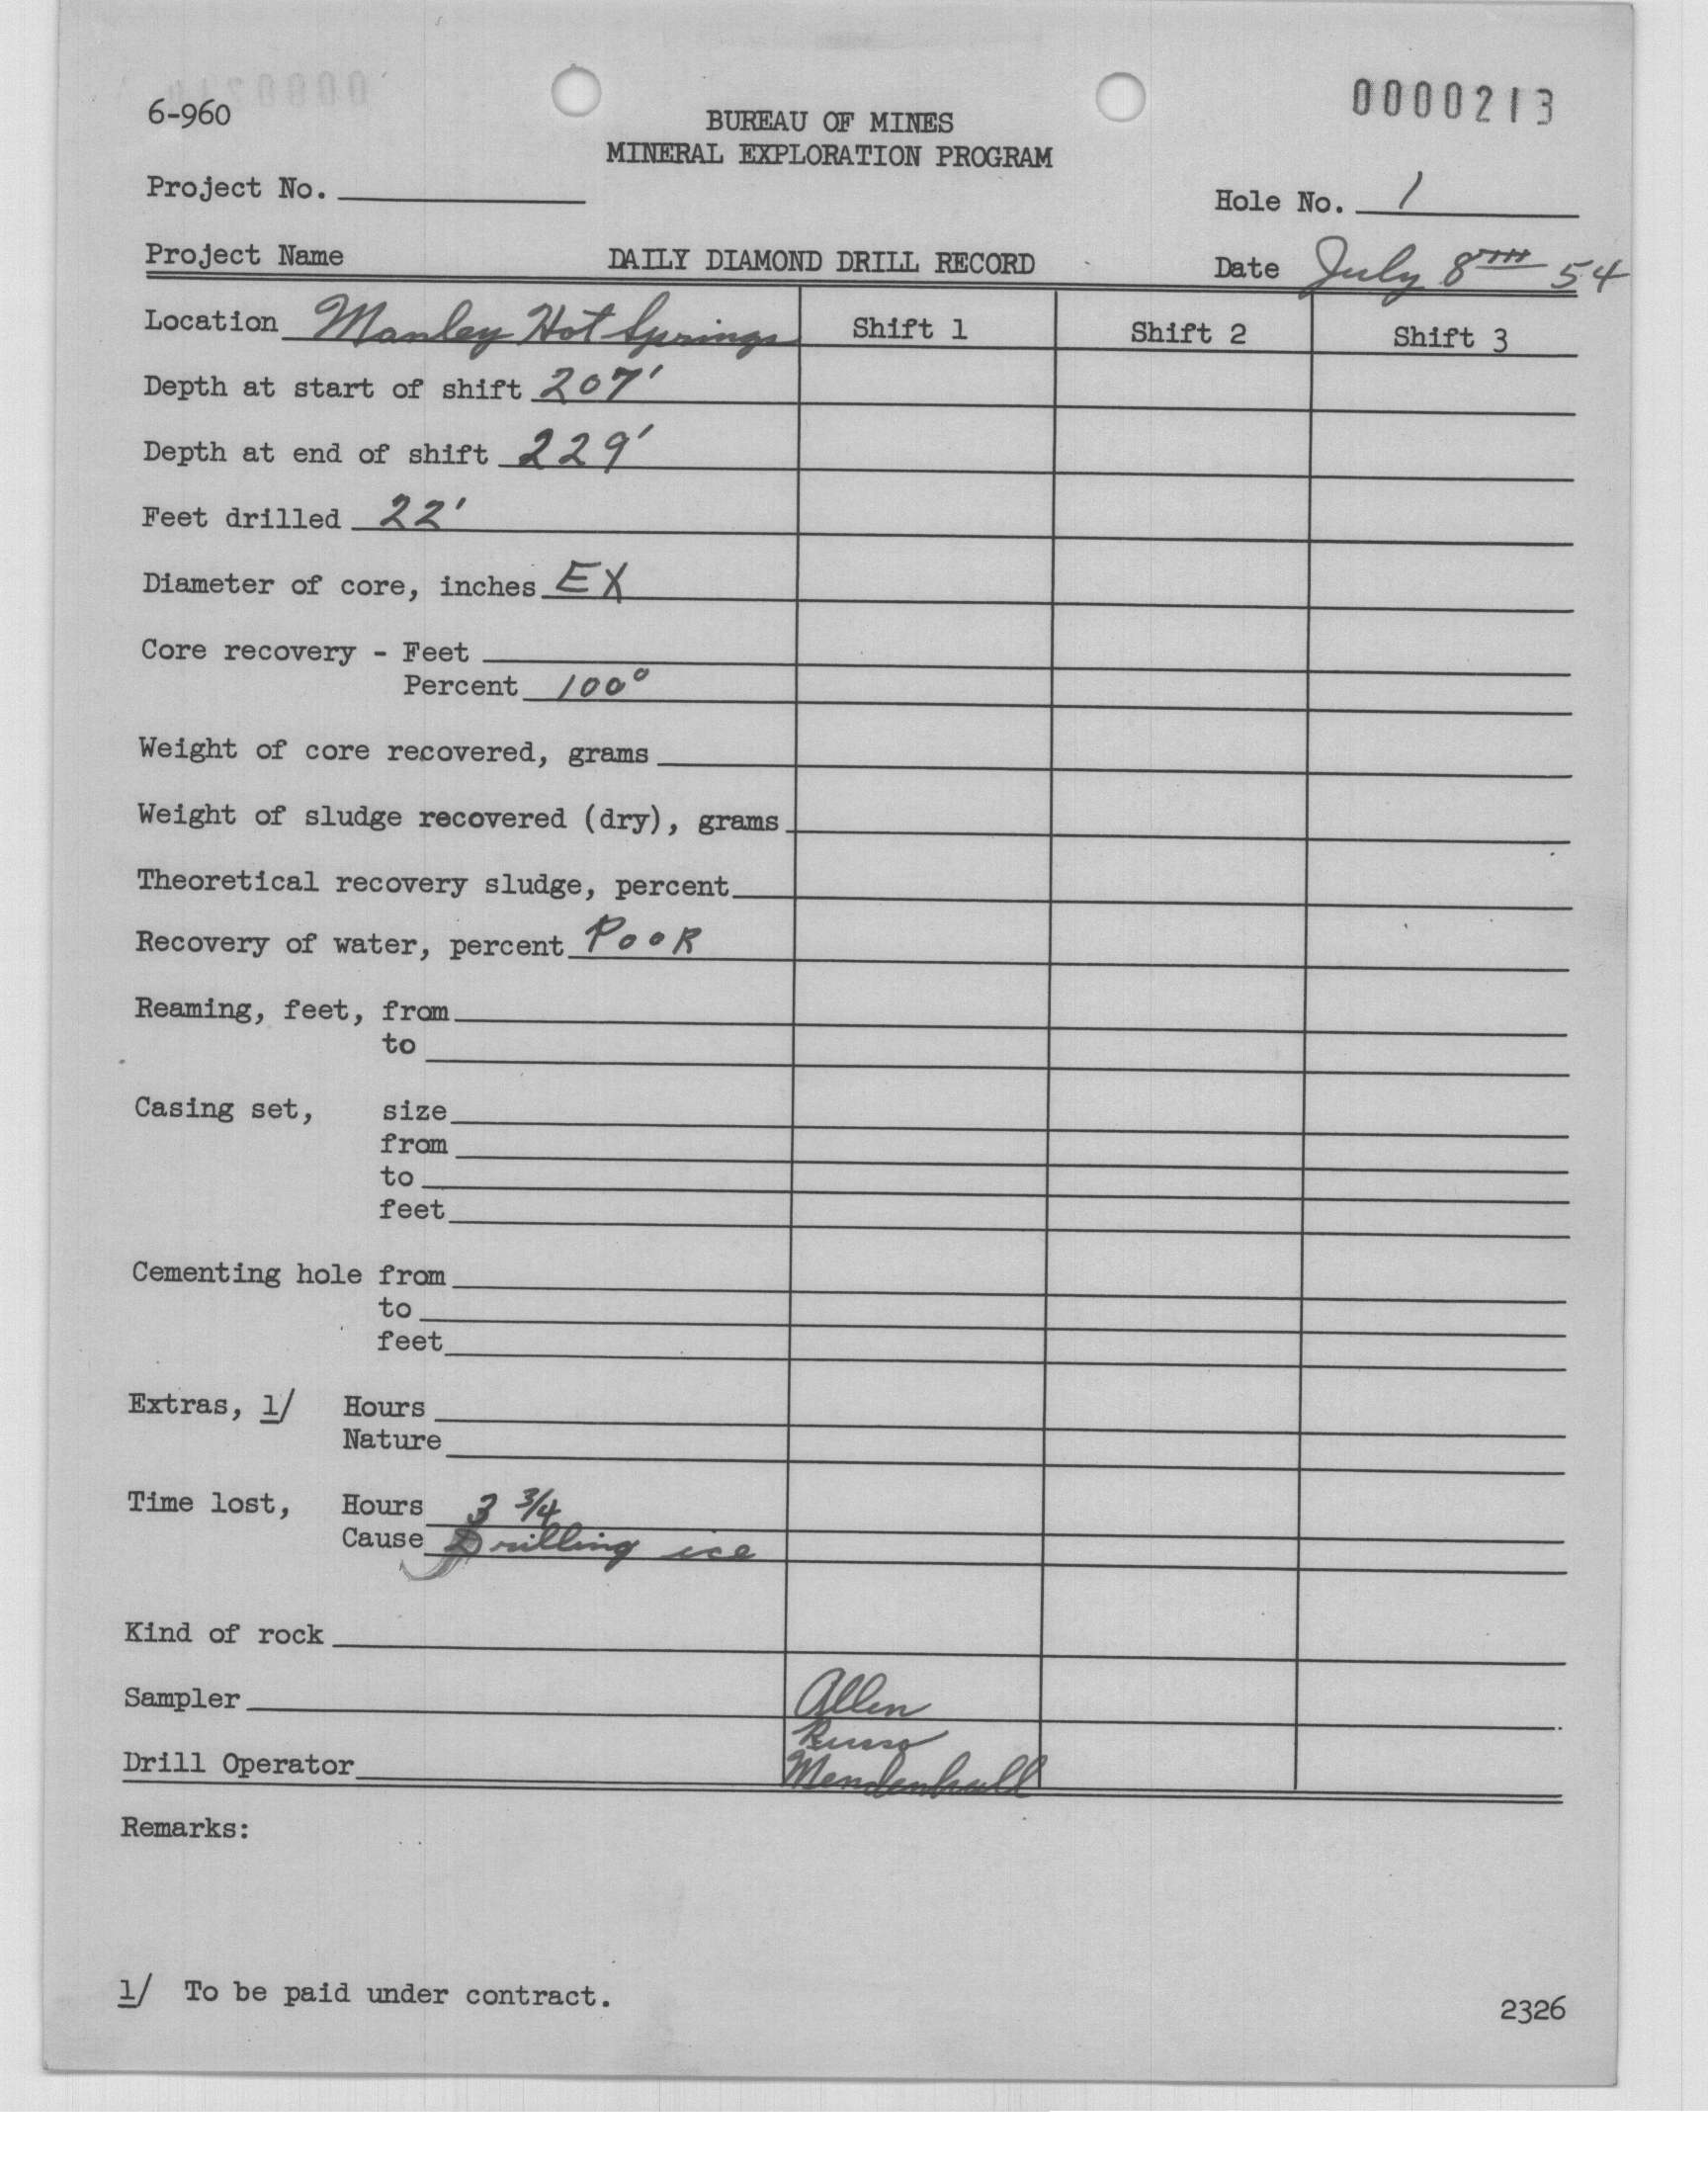 0000213
6-960
BUREAU OF MINES
MINERAL EXPLORATION PROGRAM
Project No.
Hole No. 1
Project Name DAILY DIAMOND DRILL RECORD Date July 8TH 54
Location Manley Hot Springs Shift 1 Shift 2 Shift 3
Depth at start of shift 207'
Depth at end of shift 229'
Feet drilled 22'
Diameter of core, inches EX
Core recovery - Feet
Percent 100°
Weight of core recovered, grams
Weight of sludge recovered (dry), grams
Theoretical recovery sludge, percent
Recovery of water, percent POOR
Reaming, feet, from
to
Casing set, size
from
to
feet
Cementing hole from
to
feet
Extras, 1/ Hours
Nature
Time lost, Hours 3 3/4
Cause Drilling ice
Kind of rock
Sampler Allen
Russo
Drill Operator Mendenhall
Remarks:
1/ To be paid under contract.
2326